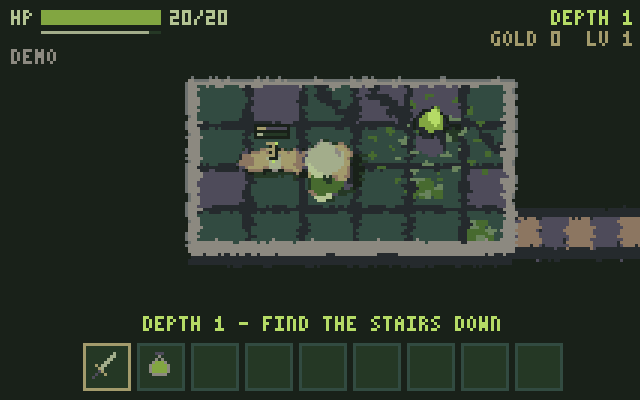 HP 20/20
DEPTH 1
GOLD 0 LV 1
DEMO
DEPTH 1 - FIND THE STAIRS DOWN